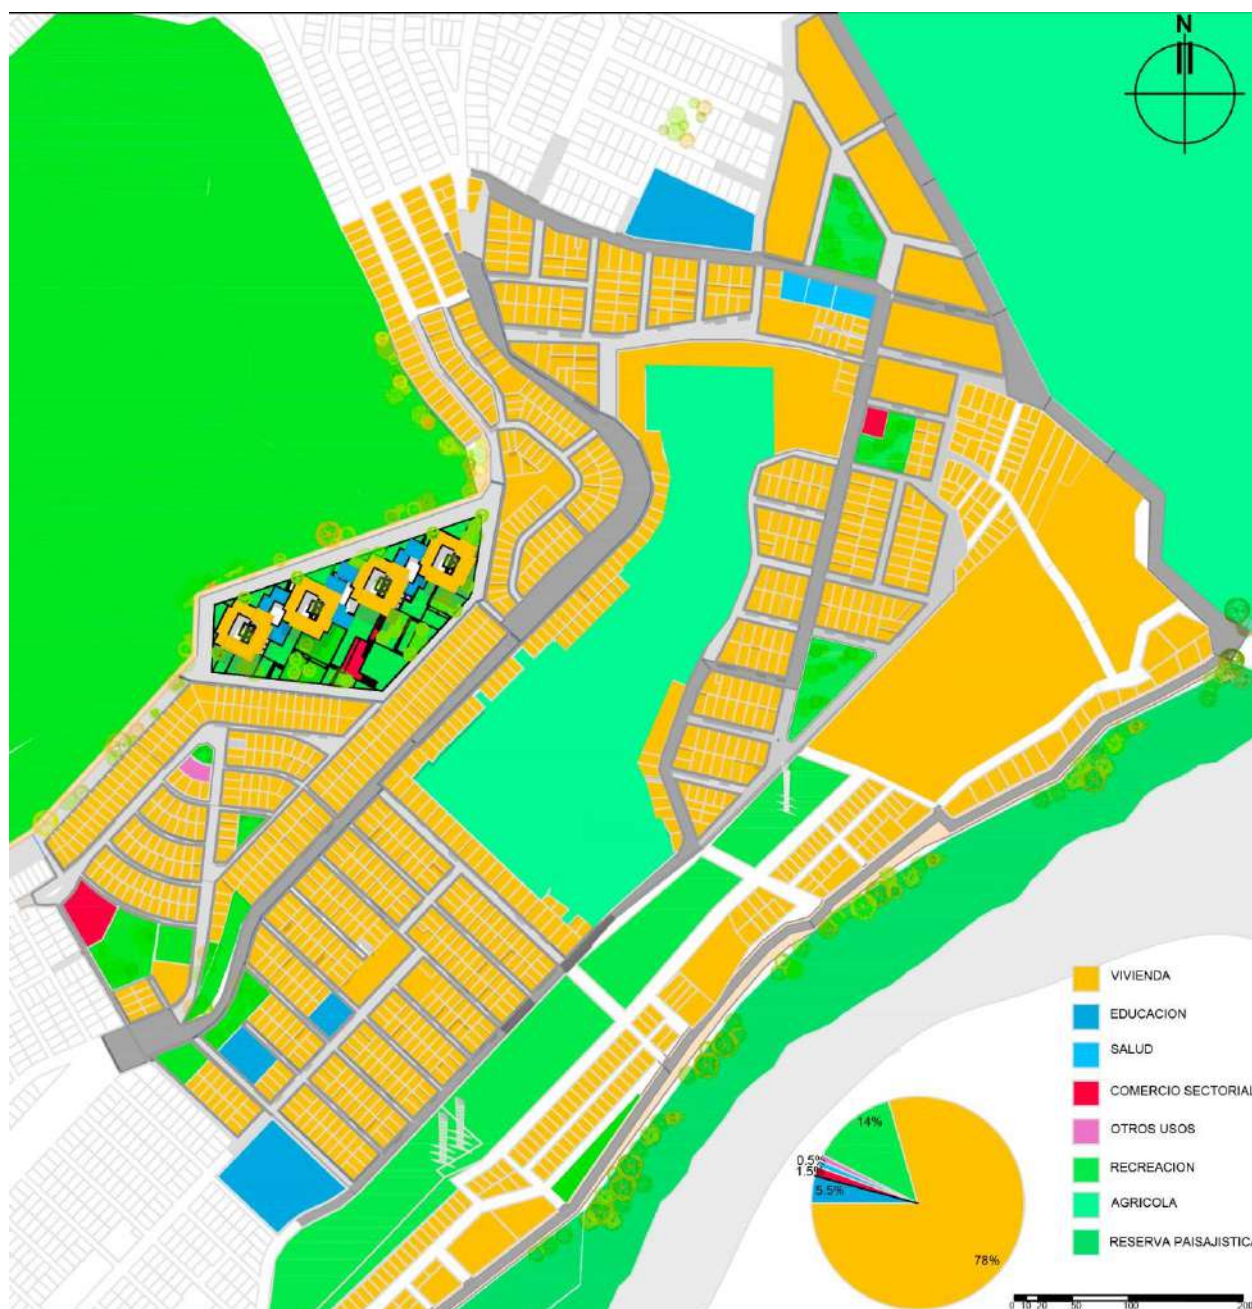 N
VIVIENDA
EDUCACION
SALUD
COMERCIO SECTORIAL
OTROS USOS
RECREACION
AGRICOLA
RESERVA PAISAJISTICA
14%
0.5%
1.5%
5.5%
78%
0 10 20 50 100 200